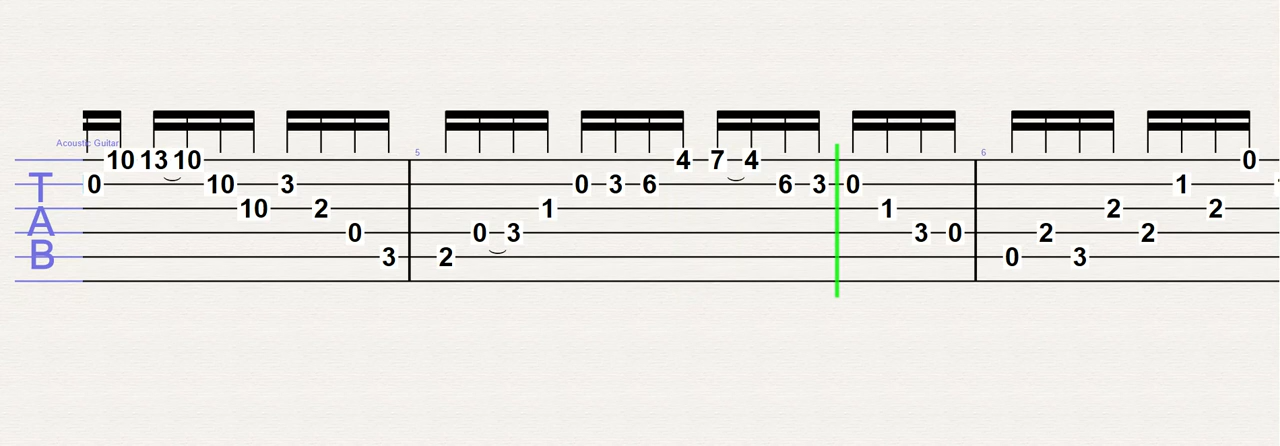 Acoustic Guitar
5
6
T
A
B
10 13 10 4 7 4 0
0 10 3 0 3 6 6 3 0 1
10 2 1 1 2 2
0 0 3 3 0 2 2
3 2 0 3